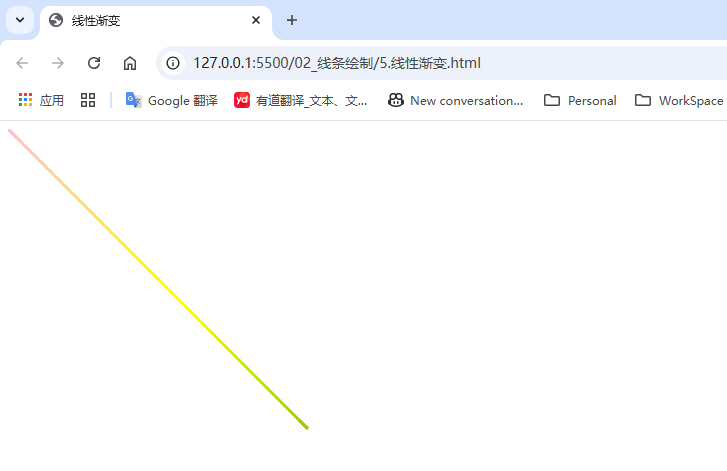 线性渐变
127.0.0.1:5500/02_线条绘制/5.线性渐变.html
应用 Google 翻译 yd 有道翻译_文本、文... New conversation... Personal WorkSpace